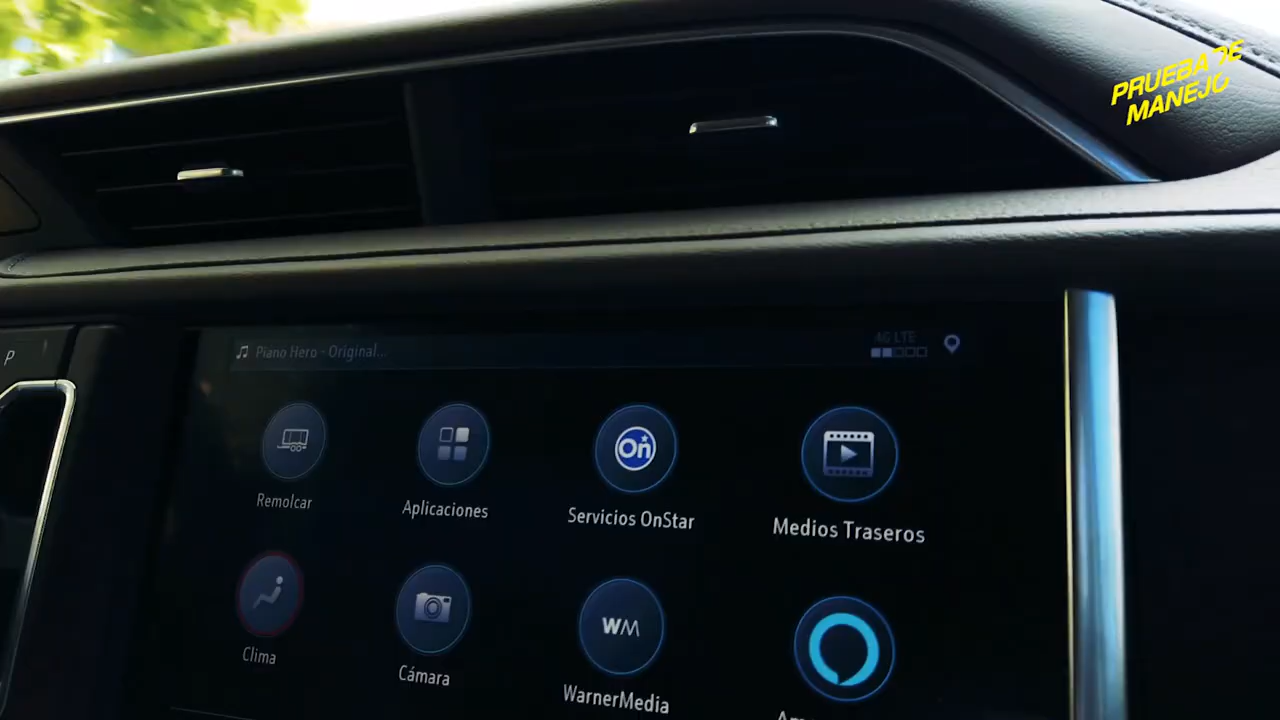 PRUEBA DE
MANEJO
P
Piano Hero - Original...
4G LTE
Remolcar
Aplicaciones
On
Servicios OnStar
Medios Traseros
Clima
Cámara
WM
WarnerMedia